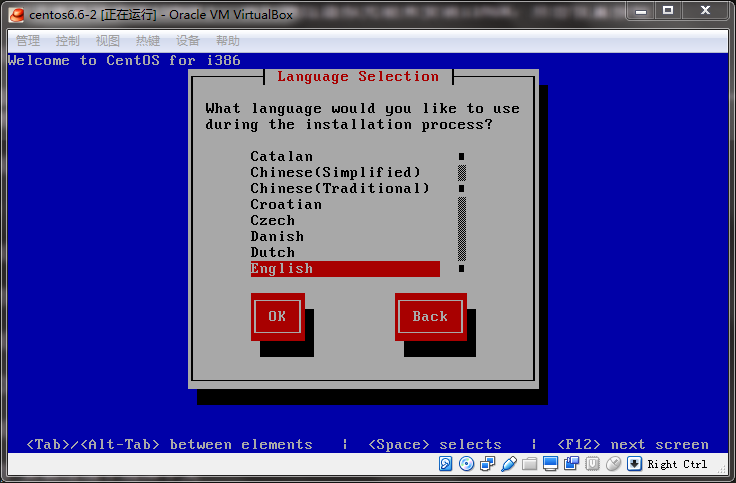 centos6.6-2 [正在运行] - Oracle VM VirtualBox
管理 控制 视图 热键 设备 帮助
Welcome to CentOS for i386
Language Selection
What language would you like to use
during the installation process?
Catalan
Chinese(Simplified)
Chinese(Traditional)
Croatian
Czech
Danish
Dutch
English
OK Back
<Tab>/<Alt-Tab> between elements | <Space> selects | <F12> next screen
Right Ctrl